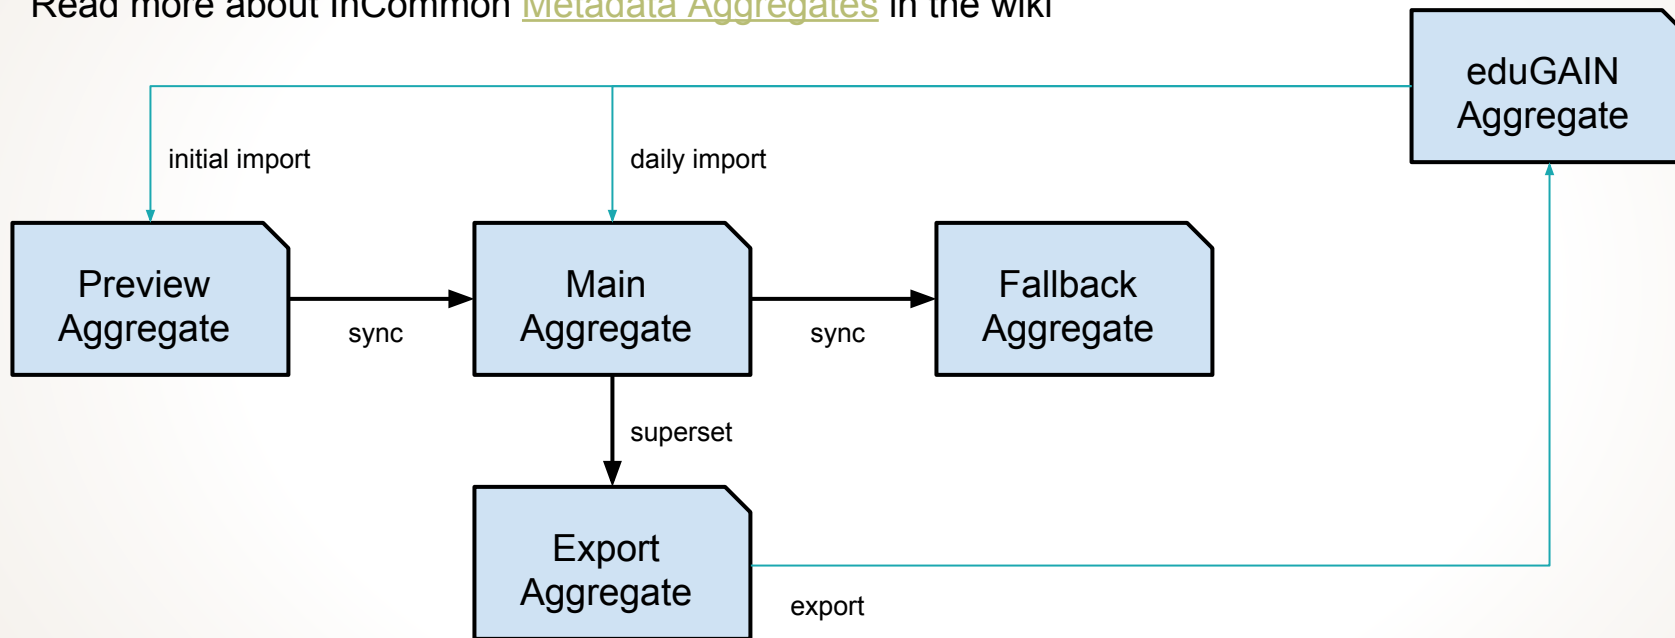 Read more about InCommon Metadata Aggregates in the wiki
eduGAIN
Aggregate
initial import
daily import
Preview
Aggregate
sync
Main
Aggregate
sync
Fallback
Aggregate
superset
Export
Aggregate
export